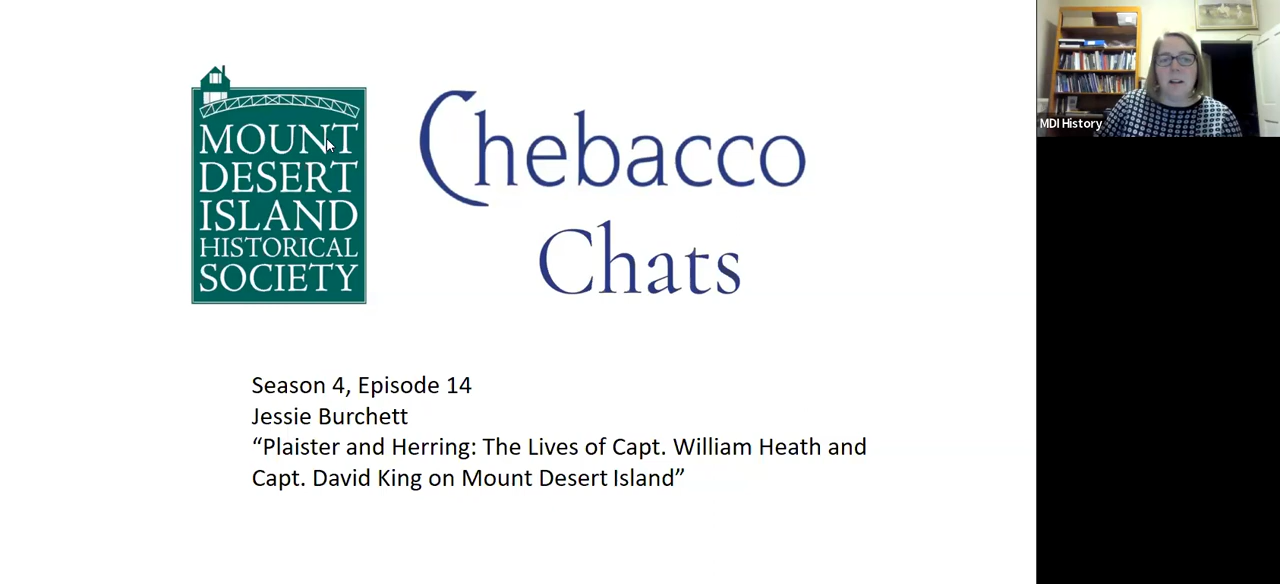 MOUNT
DESERT
ISLAND
HISTORICAL
SOCIETY
Chebacco
Chats
Season 4, Episode 14
Jessie Burchett
“Plaister and Herring: The Lives of Capt. William Heath and
Capt. David King on Mount Desert Island”
MDI History